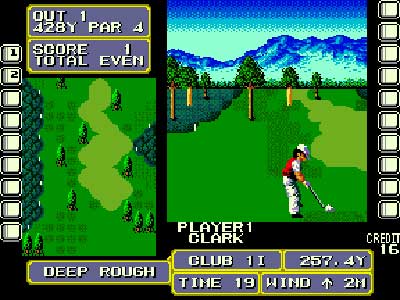 OUT 1
428Y PAR 4
SCORE 1
TOTAL EVEN
1
2
PLAYER1
CLARK
CREDIT
16
DEEP ROUGH
CLUB 1I
257.4Y
TIME 19
WIND ↑ 2M